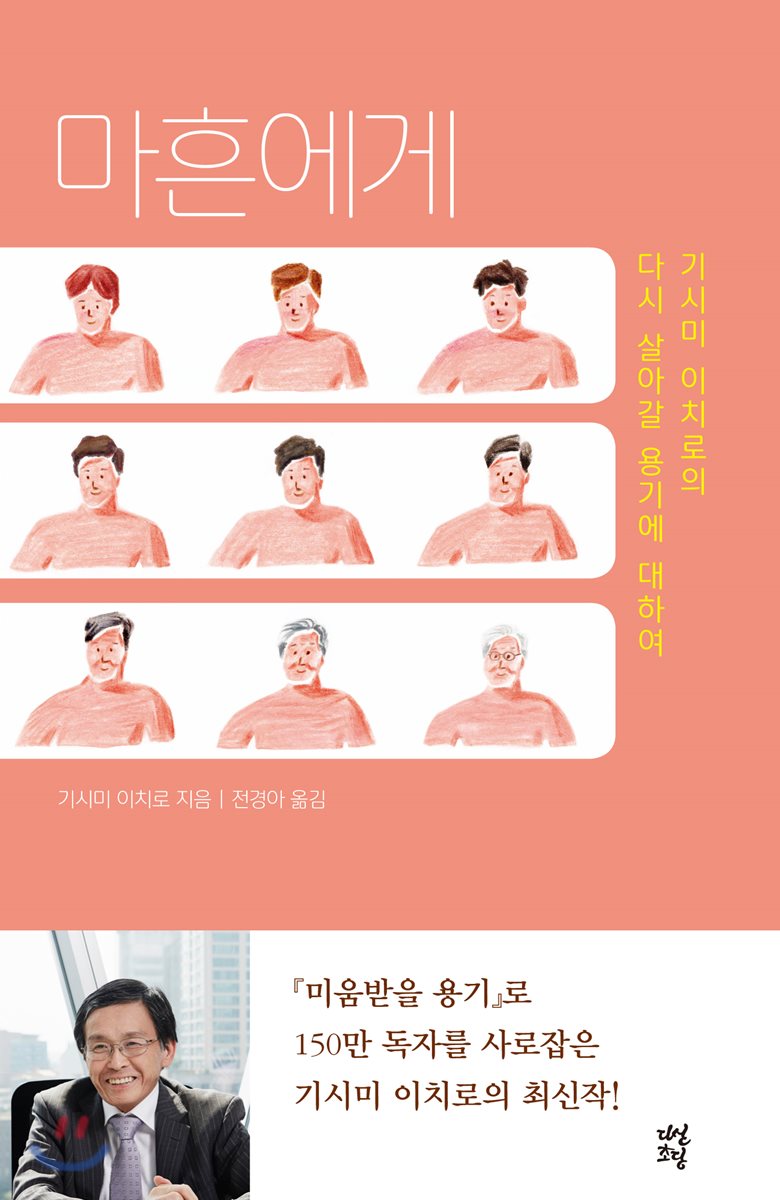 마흔에게
기시미 이치로의
다시 살아갈 용기에 대하여
기시미 이치로 지음 | 전경아 옮김
『미움받을 용기』로
150만 독자를 사로잡은
기시미 이치로의 최신작!
다산
초당